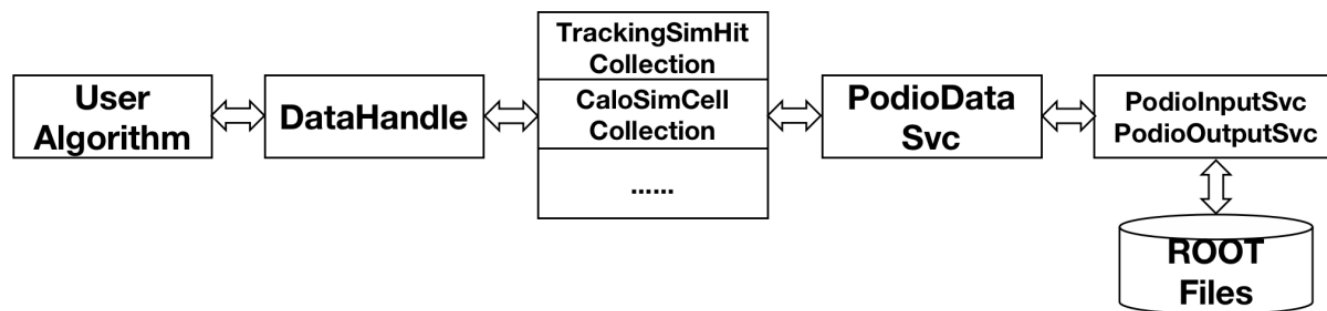 User
Algorithm
DataHandle
TrackingSimHit
Collection
CaloSimCell
Collection
......
PodioData
Svc
PodioInputSvc
PodioOutputSvc
ROOT
Files